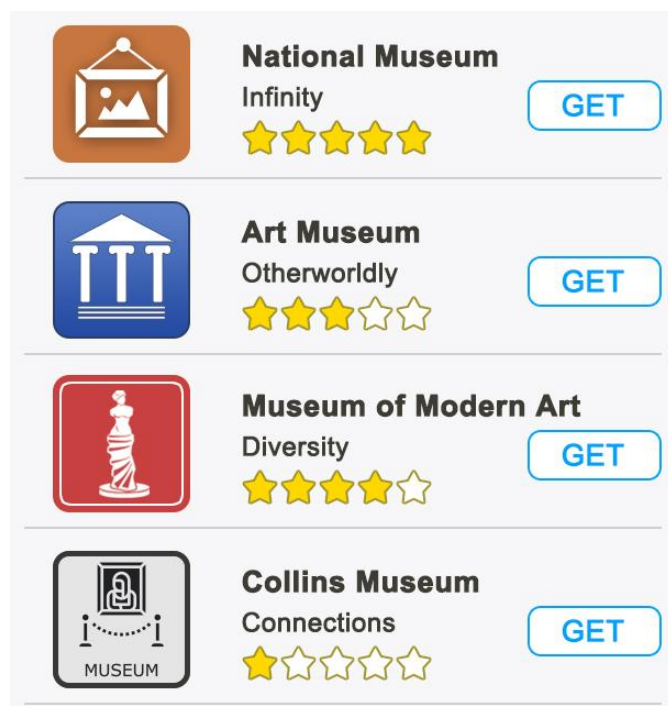 National Museum
Infinity
GET
Art Museum
Otherworldly
GET
Museum of Modern Art
Diversity
GET
Collins Museum
Connections
GET
MUSEUM